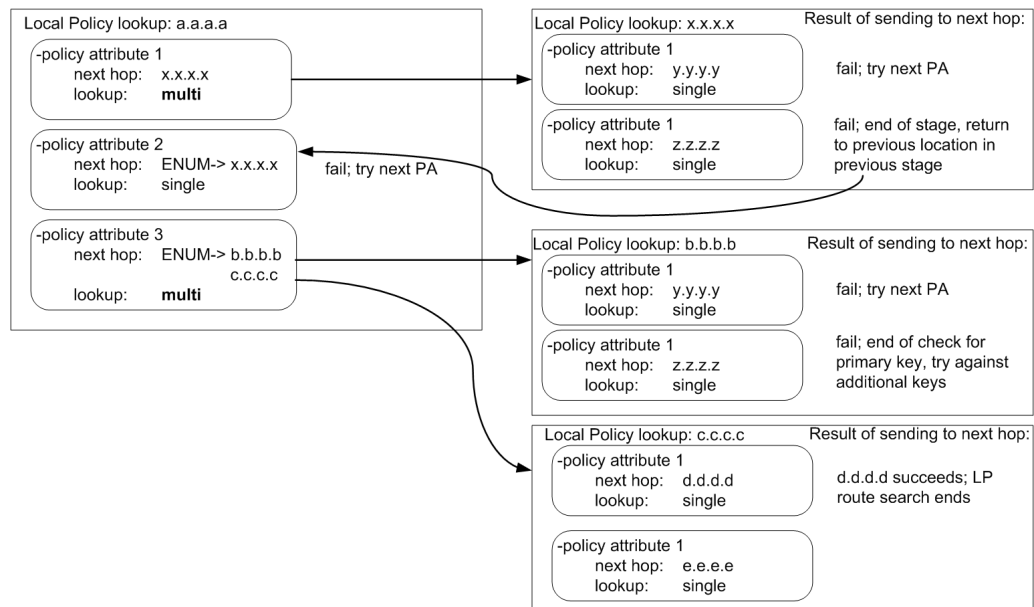 Local Policy lookup: a.a.a.a
-policy attribute 1
next hop: x.x.x.x
lookup: multi
-policy attribute 2
next hop: ENUM-> x.x.x.x
lookup: single
-policy attribute 3
next hop: ENUM-> b.b.b.b
c.c.c.c
lookup: multi
fail; try next PA
Local Policy lookup: x.x.x.x
Result of sending to next hop:
-policy attribute 1
next hop: y.y.y.y
lookup: single
fail; try next PA
-policy attribute 1
next hop: z.z.z.z
lookup: single
fail; end of stage, return
to previous location in
previous stage
Local Policy lookup: b.b.b.b
Result of sending to next hop:
-policy attribute 1
next hop: y.y.y.y
lookup: single
fail; try next PA
-policy attribute 1
next hop: z.z.z.z
lookup: single
fail; end of check for
primary key, try against
additional keys
Local Policy lookup: c.c.c.c
Result of sending to next hop:
-policy attribute 1
next hop: d.d.d.d
lookup: single
d.d.d.d succeeds; LP
route search ends
-policy attribute 1
next hop: e.e.e.e
lookup: single